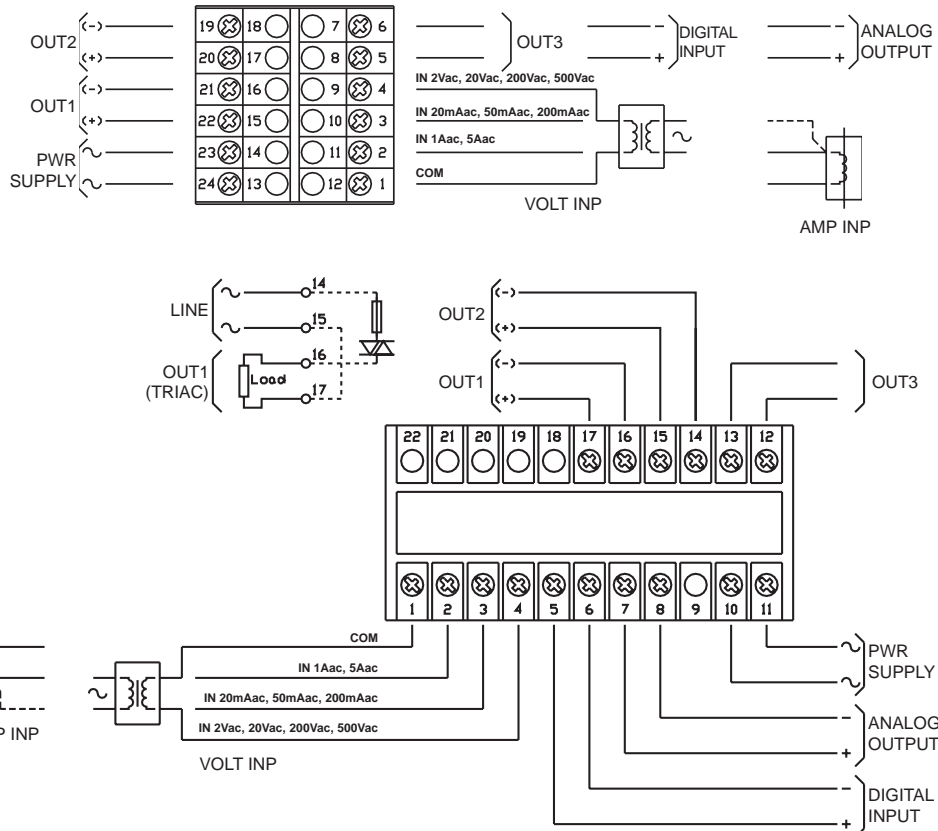 OUT2
(-)
(+)
OUT1
(-)
(+)
PWR
SUPPLY
19 18 7 6
20 17 8 5
21 16 9 4
22 15 10 3
23 14 11 2
24 13 12 1
OUT3
-
+
DIGITAL
INPUT
-
+
ANALOG
OUTPUT
IN 2Vac, 20Vac, 200Vac, 500Vac
IN 20mAac, 50mAac, 200mAac
IN 1Aac, 5Aac
COM
VOLT INP
AMP INP
LINE
14
15
OUT1
(TRIAC)
Load
16
17
OUT2
(-)
(+)
OUT1
(-)
(+)
OUT3
22 21 20 19 18 17 16 15 14 13 12
1 2 3 4 5 6 7 8 9 10 11
COM
IN 1Aac, 5Aac
IN 20mAac, 50mAac, 200mAac
IN 2Vac, 20Vac, 200Vac, 500Vac
P INP
VOLT INP
PWR
SUPPLY
-
+
ANALOG
OUTPUT
-
+
DIGITAL
INPUT